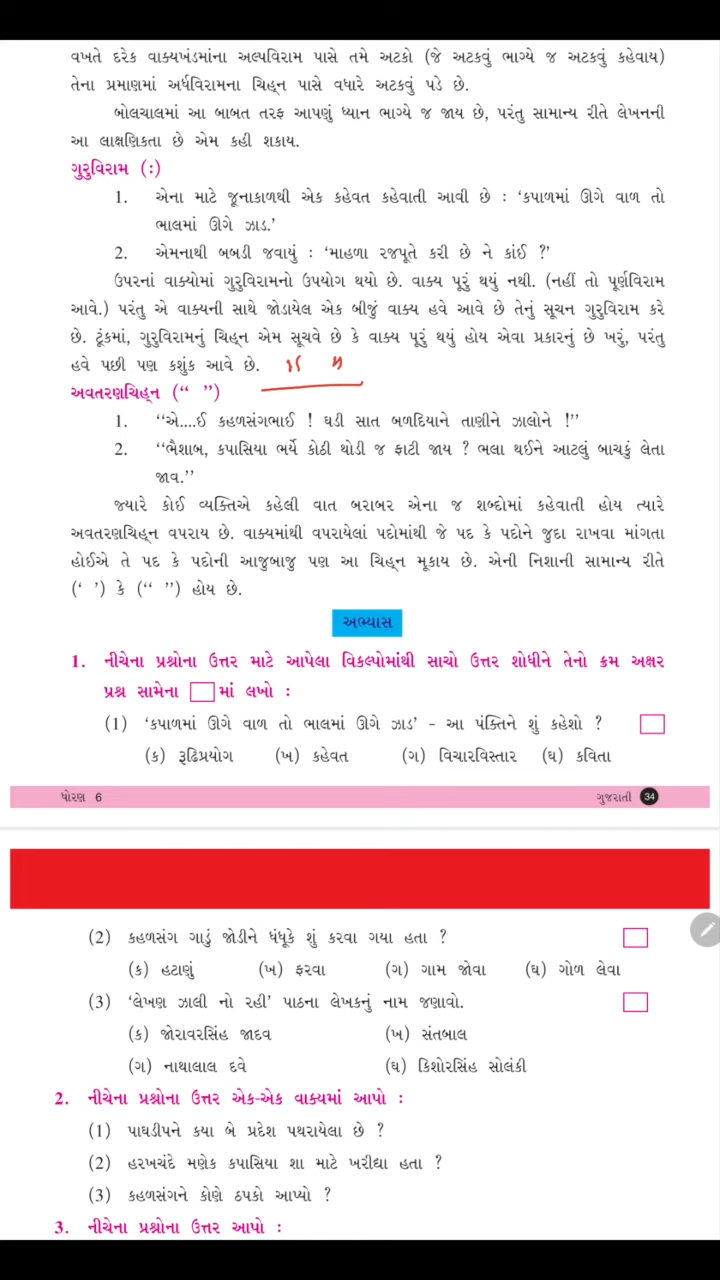 વખતે દરેક વાક્યખંડમાંના અલ્પવિરામ પાસે તમે અટકો (જે અટકવું ભાગ્યે જ અટકવું કહેવાય)
તેના પ્રમાણમાં અર્ધવિરામના ચિહ્ન પાસે વધારે અટકવું પડે છે.
બોલચાલમાં આ બાબત તરફ આપણું ધ્યાન ભાગ્યે જ જાય છે, પરંતુ સામાન્ય રીતે લેખનની
આ લાક્ષણિકતા છે એમ કહી શકાય.
ગુરુવિરામ (:)
1. એના માટે જૂનાકાળથી એક કહેવત કહેવાતી આવી છે : ‘કપાળમાં ઊગે વાળ તો
ભાલમાં ઊગે ઝાડ.’
2. એમનાથી બબડી જવાયું : ‘માહળા રજપૂતે કરી છે ને કાંઈ ?’
ઉપરનાં વાક્યોમાં ગુરુવિરામનો ઉપયોગ થયો છે. વાક્ય પૂરું થયું નથી. (નહીં તો પૂર્ણવિરામ
આવે.) પરંતુ એ વાક્યની સાથે જોડાયેલ એક બીજું વાક્ય હવે આવે છે તેનું સૂચન ગુરુવિરામ કરે
છે. ટૂંકમાં, ગુરુવિરામનું ચિહ્ન એમ સૂચવે છે કે વાક્ય પૂરું થયું હોય એવા પ્રકારનું છે ખરું, પરંતુ
હવે પછી પણ કશુંક આવે છે.
અવતરણચિહ્ન (“ ”)
1. “એ....ઈ કહળસંગભાઈ ! ઘડી સાત બળદિયાને તાણીને ઝાલોને !”
2. “ભૈશાબ, કપાસિયા ભર્યે કોઠી થોડી જ ફાટી જાય ? ભલા થઈને આટલું બાચકું લેતા
જાવ.”
જ્યારે કોઈ વ્યક્તિએ કહેલી વાત બરાબર એના જ શબ્દોમાં કહેવાતી હોય ત્યારે
અવતરણચિહ્ન વપરાય છે. વાક્યમાંથી વપરાયેલાં પદોમાંથી જે પદ કે પદોને જુદા રાખવા માંગતા
હોઈએ તે પદ કે પદોની આજુબાજુ પણ આ ચિહ્ન મૂકાય છે. એની નિશાની સામાન્ય રીતે
(‘ ’) કે (“ ”) હોય છે.
અભ્યાસ
1. નીચેના પ્રશ્નોના ઉત્તર માટે આપેલા વિકલ્પોમાંથી સાચો ઉત્તર શોધીને તેનો ક્રમ અક્ષર
પ્રશ્ન સામેના માં લખો :
(1) ‘કપાળમાં ઊગે વાળ તો ભાલમાં ઊગે ઝાડ’ - આ પંક્તિને શું કહેશો ?
(ક) રૂઢિપ્રયોગ (ખ) કહેવત (ગ) વિચારવિસ્તાર (ઘ) કવિતા
ધોરણ 6 ગુજરાતી 34
(2) કહળસંગ ગાડું જોડીને ધંધૂકે શું કરવા ગયા હતા ?
(ક) હટાણું (ખ) ફરવા (ગ) ગામ જોવા (ઘ) ગોળ લેવા
(3) ‘લેખણ ઝાલી નો રહી’ પાઠના લેખકનું નામ જણાવો.
(ક) જોરાવરસિંહ જાદવ (ખ) સંતબાલ
(ગ) નાથાલાલ દવે (ઘ) કિશોરસિંહ સોલંકી
2. નીચેના પ્રશ્નોના ઉત્તર એક-એક વાક્યમાં આપો :
(1) પાઘડીપને કયા બે પ્રદેશ પથરાયેલા છે ?
(2) હરખચંદે મણેક કપાસિયા શા માટે ખરીદ્યા હતા ?
(3) કહળસંગને કોણે ઠપકો આપ્યો ?
3. નીચેના પ્રશ્નોના ઉત્તર આપો :